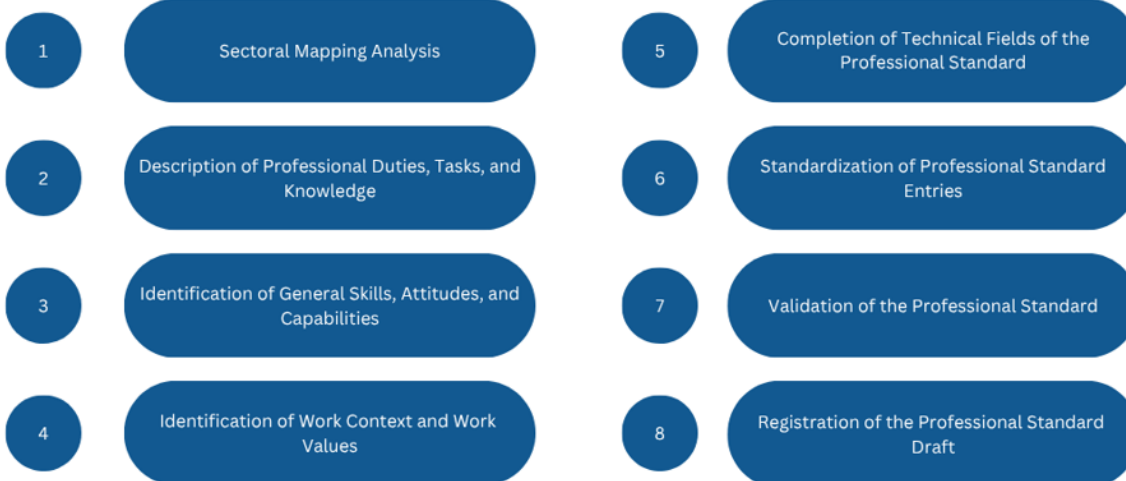 1
Sectoral Mapping Analysis
2
Description of Professional Duties, Tasks, and
Knowledge
3
Identification of General Skills, Attitudes, and
Capabilities
4
Identification of Work Context and Work
Values
5
Completion of Technical Fields of the
Professional Standard
6
Standardization of Professional Standard
Entries
7
Validation of the Professional Standard
8
Registration of the Professional Standard
Draft